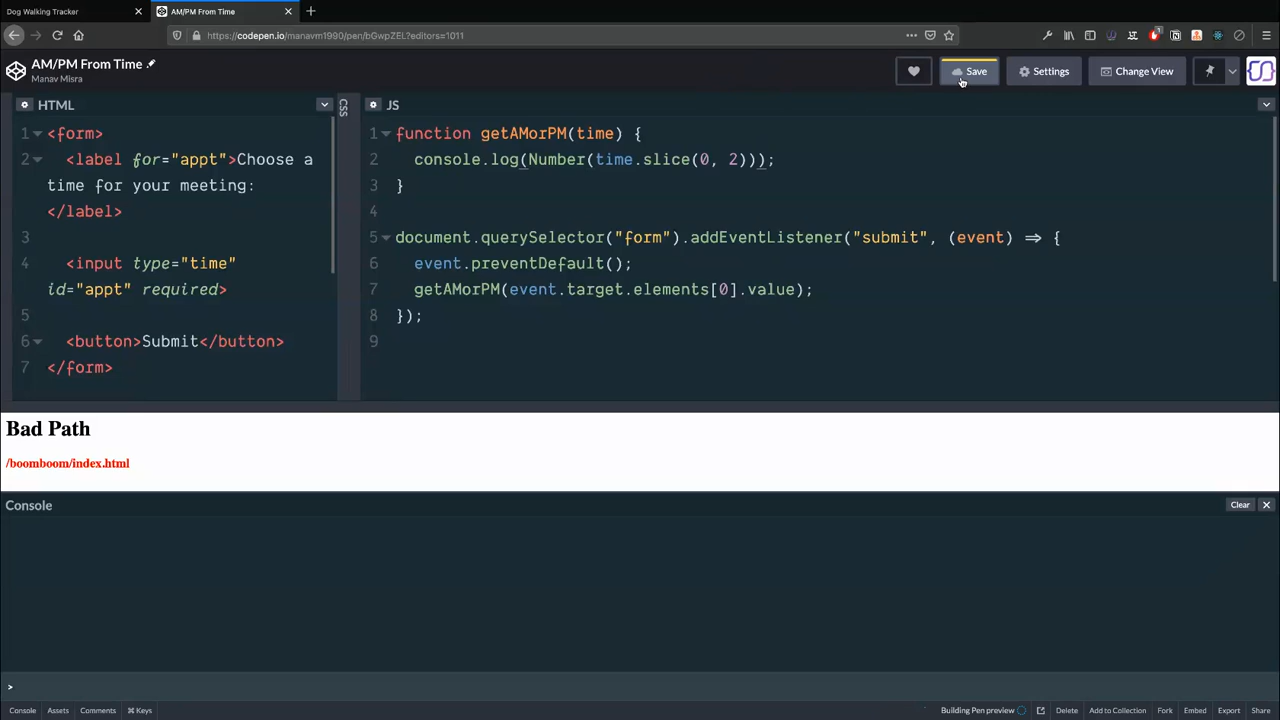 Dog Walking Tracker
AM/PM From Time
https://codepen.io/manavm1990/pen/bGwpZEL?editors=1011
AM/PM From Time
Manav Misra
Save
Settings
Change View
HTML
CSS
JS
1 <form>
2 <label for="appt">Choose a
time for your meeting:
</label>
3
4 <input type="time"
id="appt" required>
5
6 <button>Submit</button>
7 </form>
1 function getAMorPM(time) {
2 console.log(Number(time.slice(0, 2)));
3 }
4
5 document.querySelector("form").addEventListener("submit", (event) => {
6 event.preventDefault();
7 getAMorPM(event.target.elements[0].value);
8 });
9
Bad Path
/boomboom/index.html
Console
Clear
>
Console Assets Comments ⌘ Keys
Building Pen preview Delete Add to Collection Fork Embed Export Share